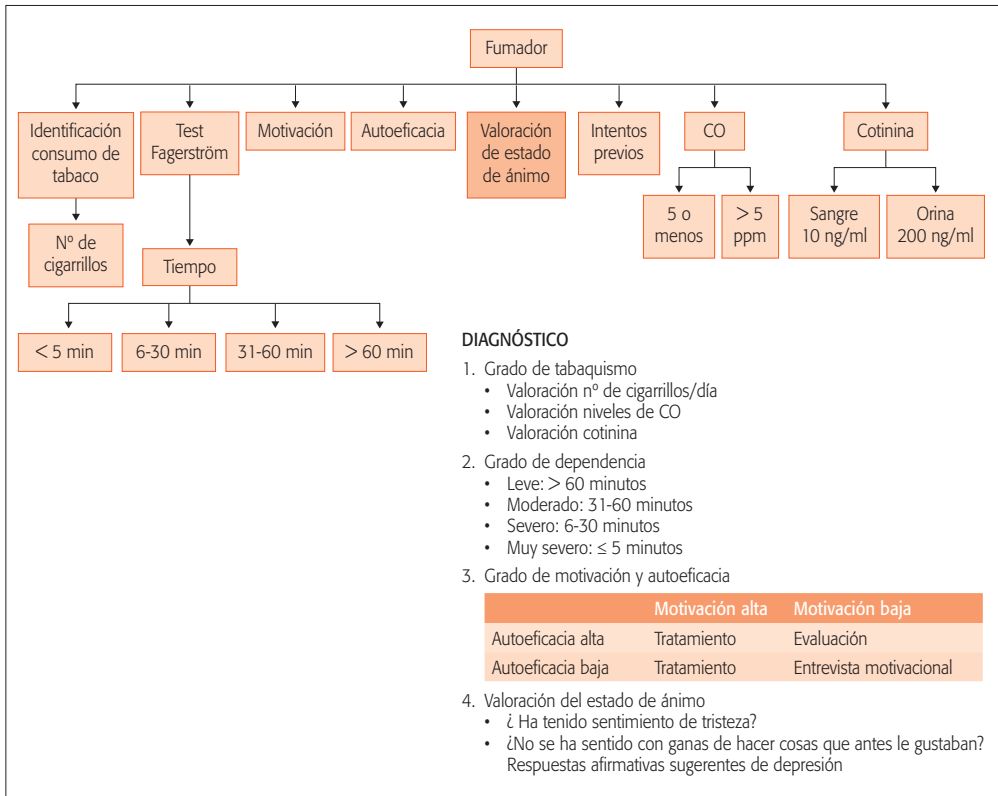 Fumador
Identificación
consumo de
tabaco
Test
Fagerström
Motivación
Autoeficacia
Valoración
de estado
de ánimo
Intentos
previos
CO
Cotinina
Nº de
cigarrillos
Tiempo
5 o
menos
> 5
ppm
Sangre
10 ng/ml
Orina
200 ng/ml
< 5 min
6-30 min
31-60 min
> 60 min
DIAGNÓSTICO
1. Grado de tabaquismo
• Valoración nº de cigarrillos/día
• Valoración niveles de CO
• Valoración cotinina
2. Grado de dependencia
• Leve: > 60 minutos
• Moderado: 31-60 minutos
• Severo: 6-30 minutos
• Muy severo: ≤ 5 minutos
3. Grado de motivación y autoeficacia
Motivación alta Motivación baja
Autoeficacia alta Tratamiento Evaluación
Autoeficacia baja Tratamiento Entrevista motivacional
4. Valoración del estado de ánimo
• ¿ Ha tenido sentimiento de tristeza?
• ¿No se ha sentido con ganas de hacer cosas que antes le gustaban?
Respuestas afirmativas sugerentes de depresión